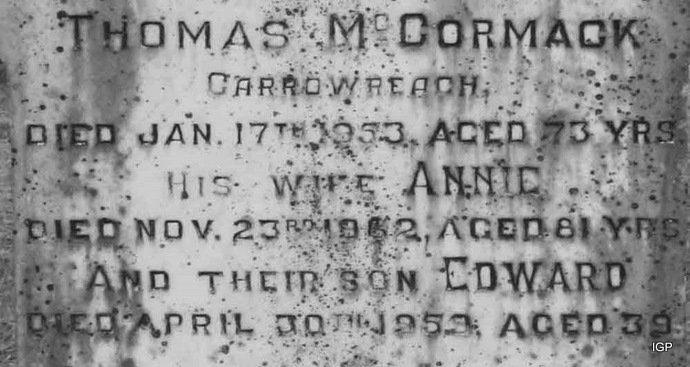 THOMAS McCORMACK
CARROWREAGH,
DIED JAN. 17TH 1953, AGED 73 YRS
HIS WIFE ANNIE
DIED NOV. 23RD 1962, AGED 81 YRS
AND THEIR SON EDWARD
DIED APRIL 30TH 1959, AGED 39
IGP